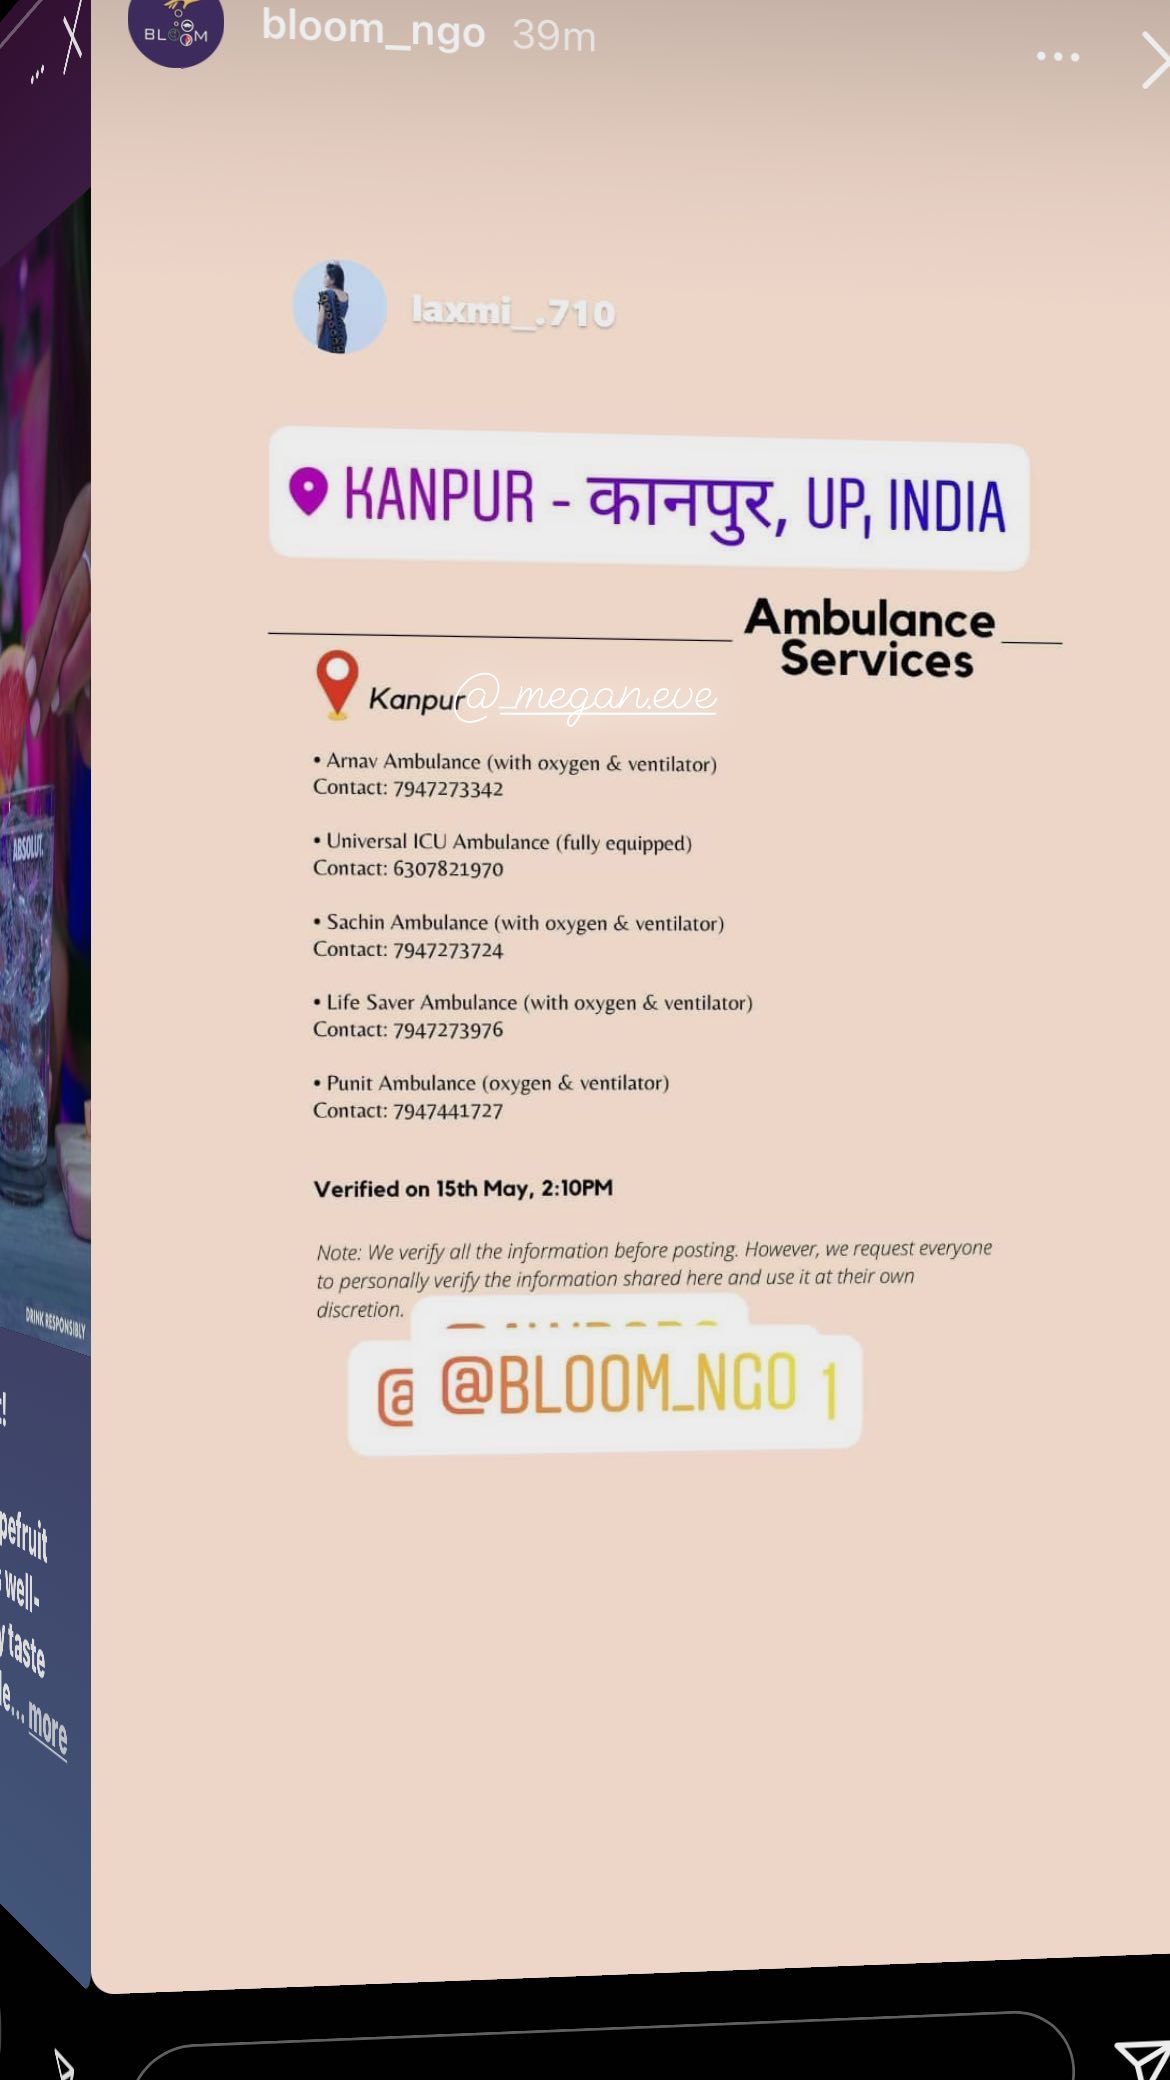 ... X
BLOOM
bloom_ngo 39m
laxmi_.710
KANPUR - कानपुर, UP, INDIA
Ambulance
Services
Kanpur
@_megan.eve
• Arnav Ambulance (with oxygen & ventilator)
Contact: 7947273342
• Universal ICU Ambulance (fully equipped)
Contact: 6307821970
• Sachin Ambulance (with oxygen & ventilator)
Contact: 7947273724
• Life Saver Ambulance (with oxygen & ventilator)
Contact: 7947273976
• Punit Ambulance (oxygen & ventilator)
Contact: 7947441727
Verified on 15th May, 2:10PM
Note: We verify all the information before posting. However, we request everyone
to personally verify the information shared here and use it at their own
discretion.
@BLOOM_NGO
ABSOLUT.
DRINK RESPONSIBLY
well-
taste
more